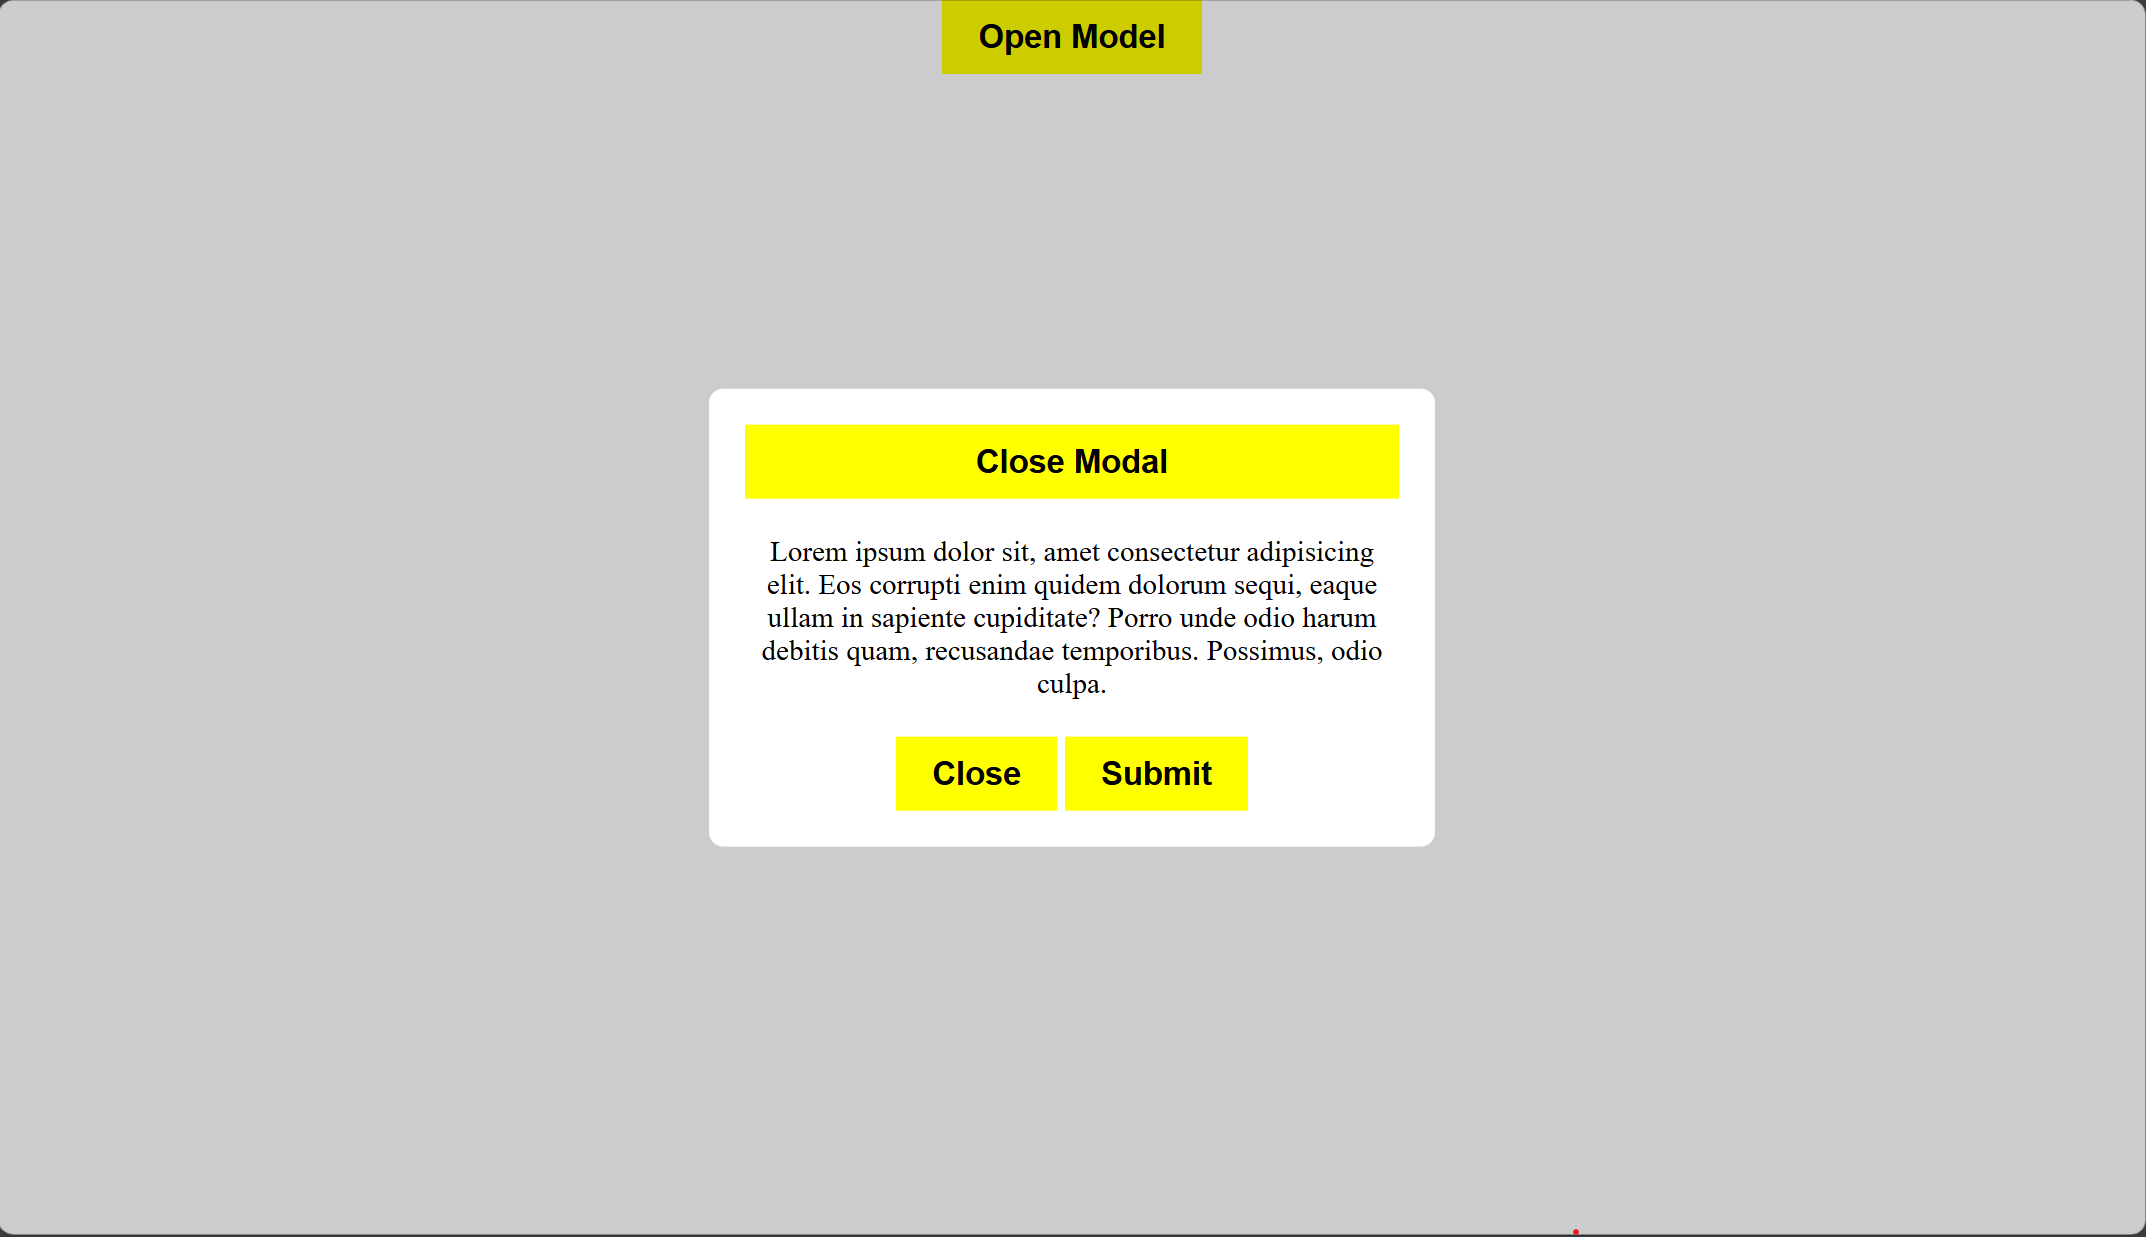 Open Model
Close Modal
Lorem ipsum dolor sit, amet consectetur adipisicing
elit. Eos corrupti enim quidem dolorum sequi, eaque
ullam in sapiente cupiditate? Porro unde odio harum
debitis quam, recusandae temporibus. Possimus, odio
culpa.
Close Submit